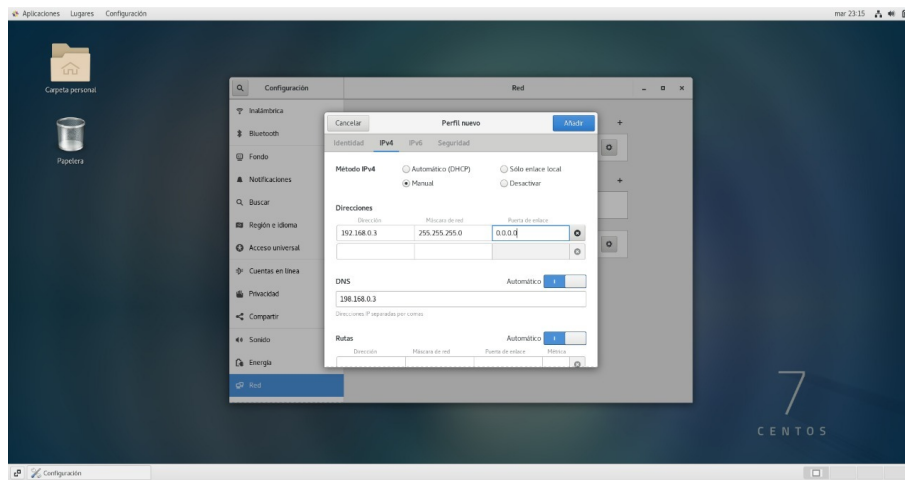 Aplicaciones Lugares Configuración mar 23:15
Carpeta personal
Papelera
Configuración Red
Inalámbrica
Bluetooth
Fondo
Notificaciones
Buscar
Región e idioma
Acceso universal
Cuentas en línea
Privacidad
Compartir
Sonido
Energía
Red
Cancelar Perfil nuevo Añadir
Identidad IPv4 IPv6 Seguridad
Método IPv4 Automático (DHCP) Sólo enlace local
Manual Desactivar
Direcciones
Dirección Máscara de red Puerta de enlace
192.168.0.3 255.255.255.0 0.0.0.0
DNS Automático
198.168.0.3
Direcciones IP separadas por comas
Rutas Automático
Dirección Máscara de red Puerta de enlace Métrica
7
CENTOS
Configuración